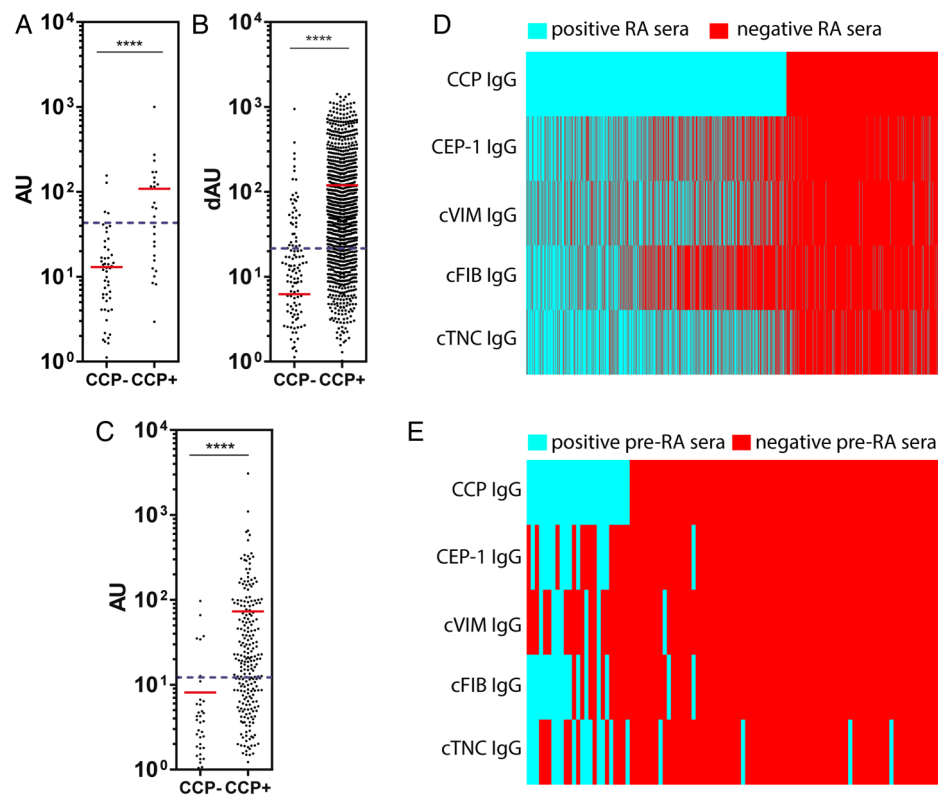 A
B
D
10⁴
10³
10²
10¹
10⁰
AU
****
CCP- CCP+
10⁴
10³
10²
10¹
10⁰
dAU
****
CCP- CCP+
positive RA sera negative RA sera
CCP IgG
CEP-1 IgG
cVIM IgG
cFIB IgG
cTNC IgG
C
10⁴
10³
10²
10¹
10⁰
AU
****
CCP- CCP+
E
positive pre-RA sera negative pre-RA sera
CCP IgG
CEP-1 IgG
cVIM IgG
cFIB IgG
cTNC IgG